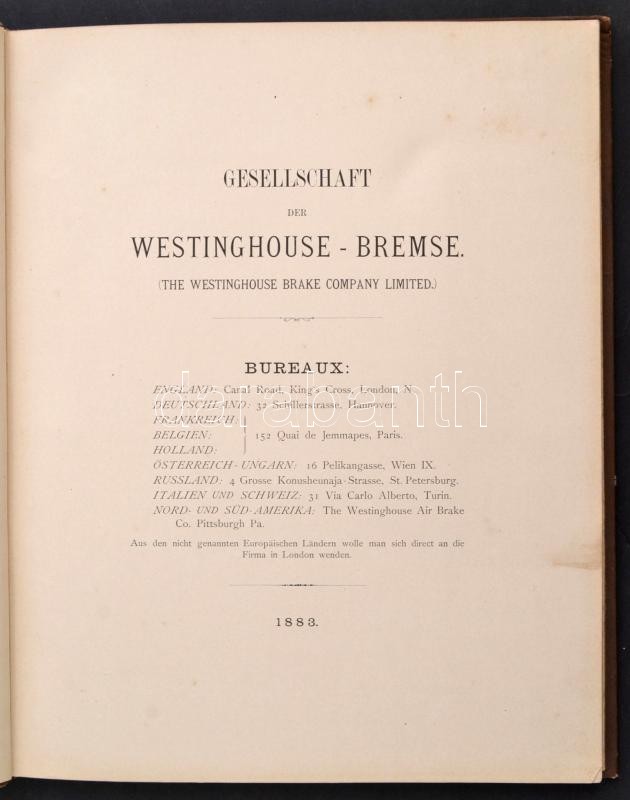 GESELLSCHAFT
DER
WESTINGHOUSE - BREMSE.
(THE WESTINGHOUSE BRAKE COMPANY LIMITED.)
BUREAUX:
ENGLAND: Canal Road, King's Cross, London, N.
DEUTSCHLAND: 32 Schillerstrasse, Hannover.
FRANKREICH:
BELGIEN: 152 Quai de Jemmapes, Paris.
HOLLAND:
ÖSTERREICH-UNGARN: 16 Pelikangasse, Wien IX.
RUSSLAND: 4 Grosse Konusheunaja-Strasse, St. Petersburg.
ITALIEN UND SCHWEIZ: 31 Via Carlo Alberto, Turin.
NORD- UND SÜD-AMERIKA: The Westinghouse Air Brake
Co. Pittsburgh Pa.
Aus den nicht genannten Europäischen Ländern wolle man sich direct an die
Firma in London wenden.
1883.
darabanth